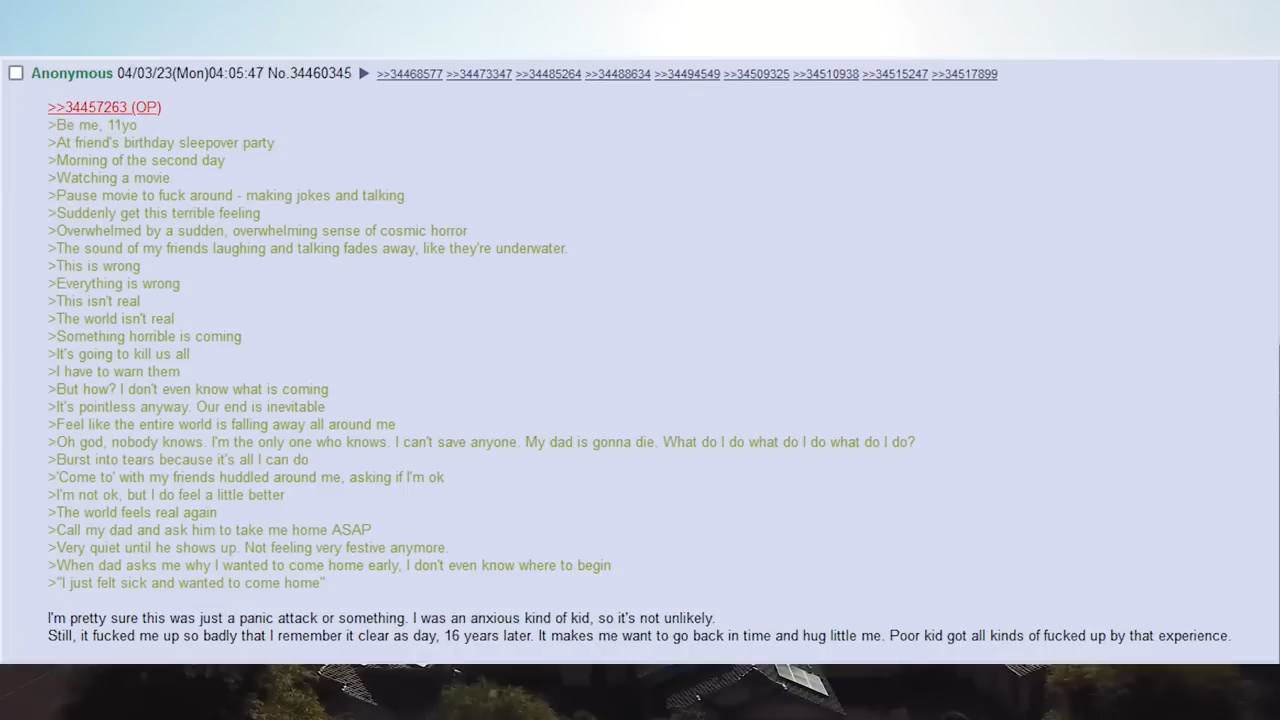 Anonymous 04/03/23(Mon)04:05:47 No.34460345 ▶ >>34468577 >>34473347 >>34485264 >>34488634 >>34494549 >>34509325 >>34510938 >>34515247 >>34517899
>>34457263 (OP)
>Be me, 11yo
>At friend's birthday sleepover party
>Morning of the second day
>Watching a movie
>Pause movie to fuck around - making jokes and talking
>Suddenly get this terrible feeling
>Overwhelmed by a sudden, overwhelming sense of cosmic horror
>The sound of my friends laughing and talking fades away, like they're underwater.
>This is wrong
>Everything is wrong
>This isn't real
>The world isn't real
>Something horrible is coming
>It's going to kill us all
>I have to warn them
>But how? I don't even know what is coming
>It's pointless anyway. Our end is inevitable
>Feel like the entire world is falling away all around me
>Oh god, nobody knows. I'm the only one who knows. I can't save anyone. My dad is gonna die. What do I do what do I do what do I do?
>Burst into tears because it's all I can do
>'Come to' with my friends huddled around me, asking if I'm ok
>I'm not ok, but I do feel a little better
>The world feels real again
>Call my dad and ask him to take me home ASAP
>Very quiet until he shows up. Not feeling very festive anymore.
>When dad asks me why I wanted to come home early, I don't even know where to begin
>"I just felt sick and wanted to come home"
I'm pretty sure this was just a panic attack or something. I was an anxious kind of kid, so it's not unlikely.
Still, it fucked me up so badly that I remember it clear as day, 16 years later. It makes me want to go back in time and hug little me. Poor kid got all kinds of fucked up by that experience.